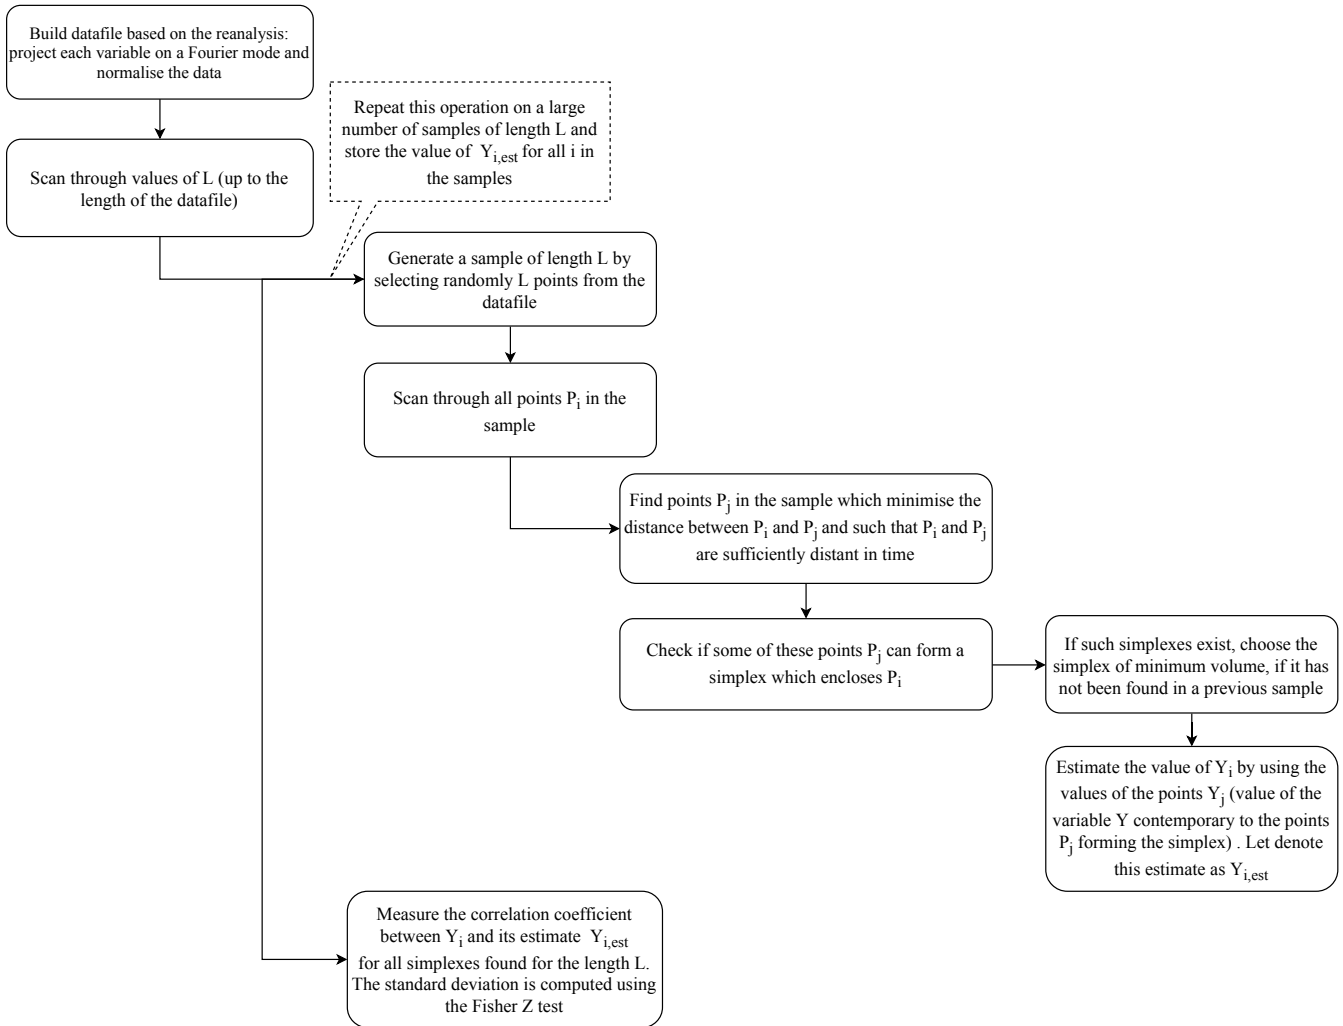 Build datafile based on the reanalysis:
project each variable on a Fourier mode and
normalise the data
Repeat this operation on a large
number of samples of length L and
store the value of Y_{i,est} for all i in
the samples
Scan through values of L (up to the
length of the datafile)
Generate a sample of length L by
selecting randomly L points from the
datafile
Scan through all points P_i in the
sample
Find points P_j in the sample which minimise the
distance between P_i and P_j and such that P_i and P_j
are sufficiently distant in time
Check if some of these points P_j can form a
simplex which encloses P_i
If such simplexes exist, choose the
simplex of minimum volume, if it has
not been found in a previous sample
Estimate the value of Y_i by using the
values of the points Y_j (value of the
variable Y contemporary to the points
P_j forming the simplex) . Let denote
this estimate as Y_{i,est}
Measure the correlation coefficient
between Y_i and its estimate Y_{i,est}
for all simplexes found for the length L.
The standard deviation is computed using
the Fisher Z test